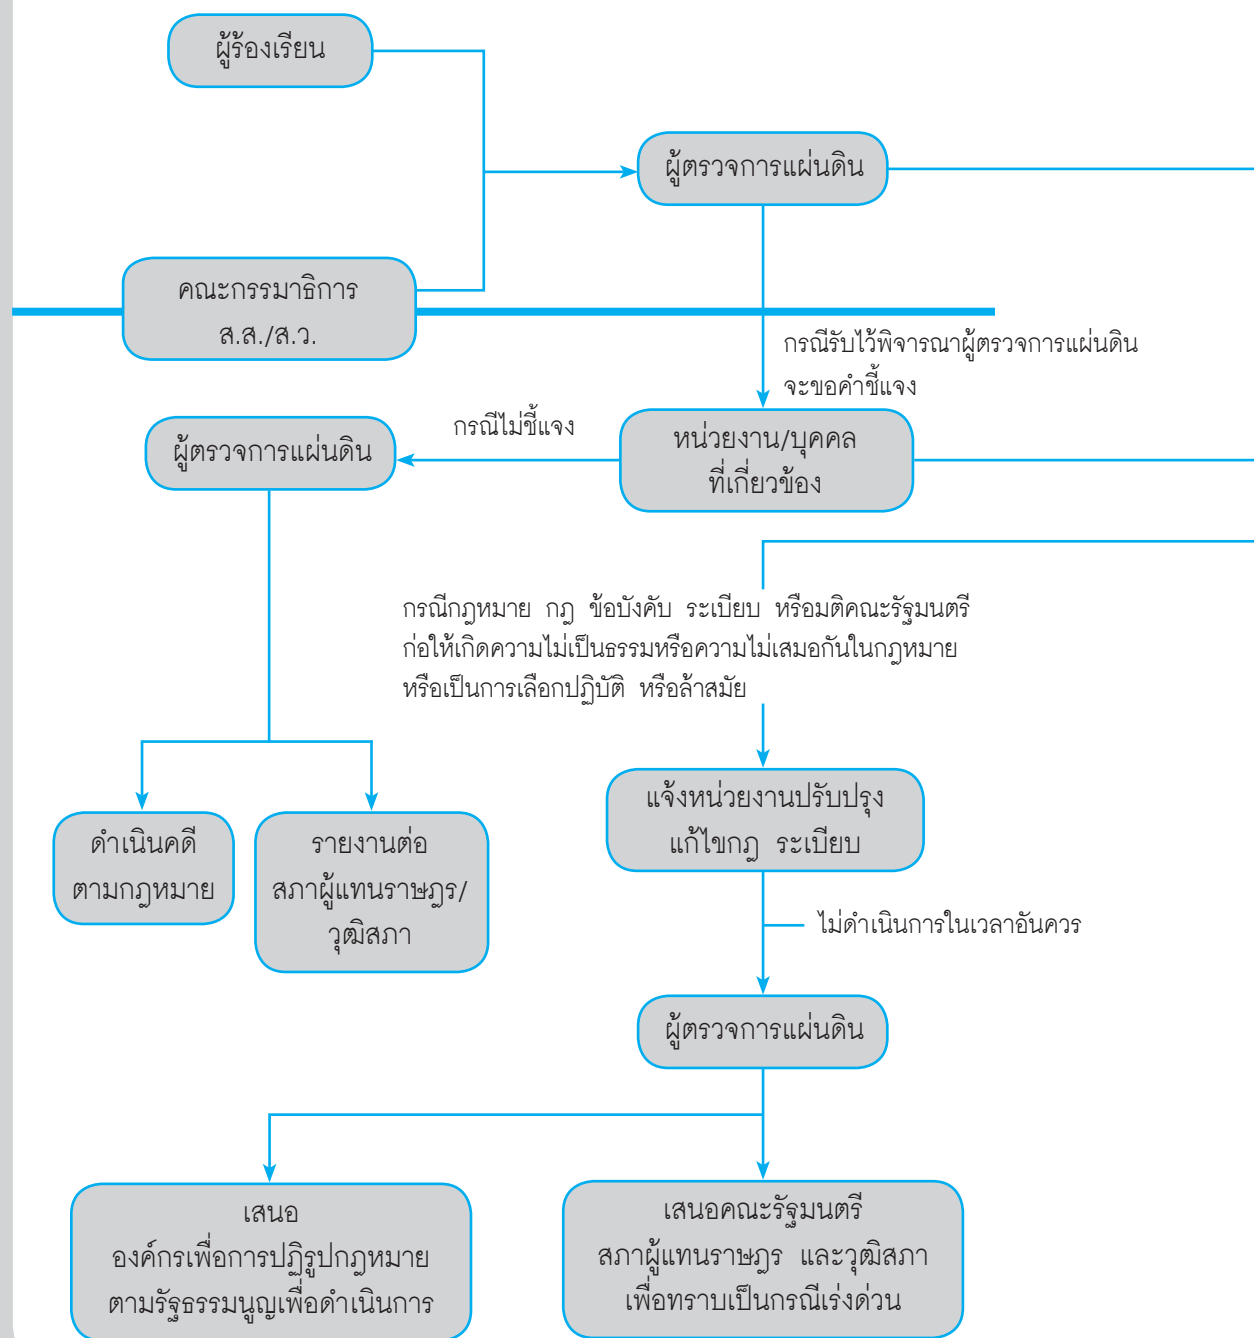 ผู้ร้องเรียน
ผู้ตรวจการแผ่นดิน
คณะกรรมาธิการ
ส.ส./ส.ว.
กรณีรับไว้พิจารณาผู้ตรวจการแผ่นดิน
จะขอคำชี้แจง
กรณีไม่ชี้แจง
ผู้ตรวจการแผ่นดิน
หน่วยงาน/บุคคล
ที่เกี่ยวข้อง
กรณีกฎหมาย กฎ ข้อบังคับ ระเบียบ หรือมติคณะรัฐมนตรี
ก่อให้เกิดความไม่เป็นธรรมหรือความไม่เสมอกันในกฎหมาย
หรือเป็นการเลือกปฏิบัติ หรือล้าสมัย
แจ้งหน่วยงานปรับปรุง
แก้ไขกฎ ระเบียบ
ดำเนินคดี
ตามกฎหมาย
รายงานต่อ
สภาผู้แทนราษฎร/
วุฒิสภา
ไม่ดำเนินการในเวลาอันควร
ผู้ตรวจการแผ่นดิน
เสนอ
องค์กรเพื่อการปฏิรูปกฎหมาย
ตามรัฐธรรมนูญเพื่อดำเนินการ
เสนอคณะรัฐมนตรี
สภาผู้แทนราษฎร และวุฒิสภา
เพื่อทราบเป็นกรณีเร่งด่วน